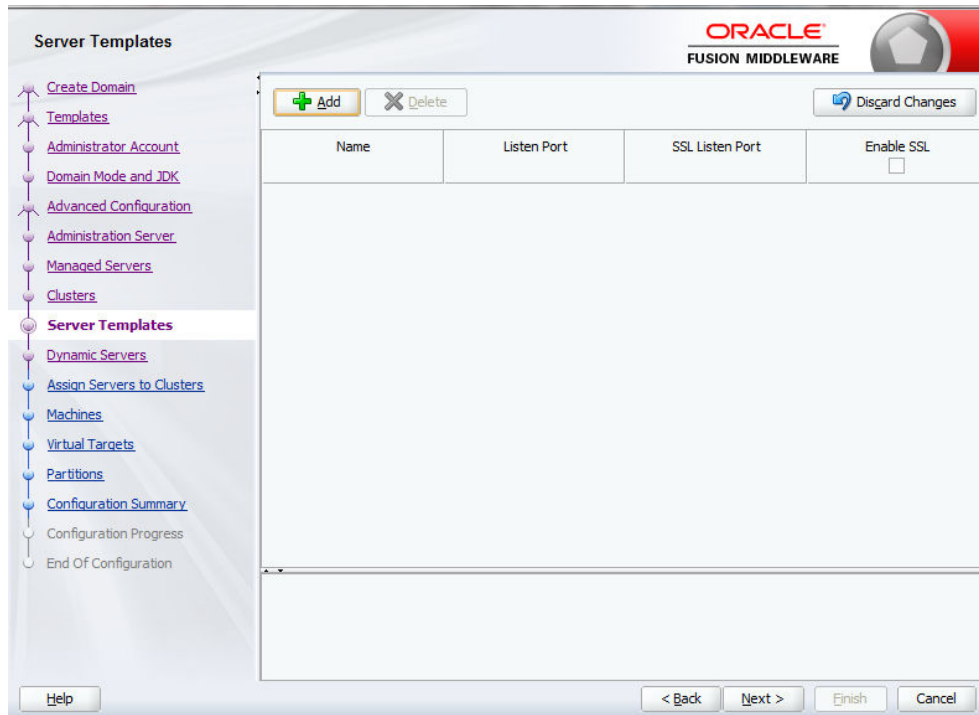 Server Templates
ORACLE
FUSION MIDDLEWARE
Create Domain
Templates
Administrator Account
Domain Mode and JDK
Advanced Configuration
Administration Server
Managed Servers
Clusters
Server Templates
Dynamic Servers
Assign Servers to Clusters
Machines
Virtual Targets
Partitions
Configuration Summary
Configuration Progress
End Of Configuration
Add Delete Discard Changes
Name Listen Port SSL Listen Port Enable SSL
Help < Back Next > Finish Cancel